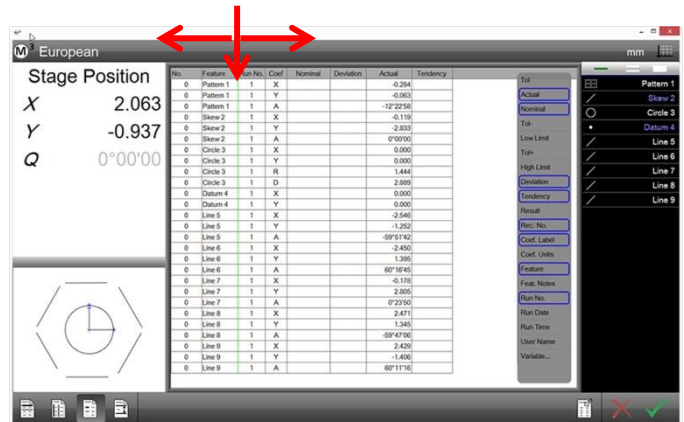 M3 European
mm
Stage Position
X 2.063
Y -0.937
Q 0°00'00
No. Feature Run No. Coef Nominal Deviation Actual Tendency
0 Pattern 1 1 X -0.284
0 Pattern 1 1 Y -0.063
0 Pattern 1 1 A -12°22'58
0 Skew 2 1 X -0.119
0 Skew 2 1 Y -2.833
0 Skew 2 1 A 0°00'00
0 Circle 3 1 X 0.000
0 Circle 3 1 Y 0.000
0 Circle 3 1 R 1.444
0 Circle 3 1 D 2.889
0 Datum 4 1 X 0.000
0 Datum 4 1 Y 0.000
0 Line 5 1 X -2.546
0 Line 5 1 Y -1.252
0 Line 5 1 A -59°51'42
0 Line 6 1 X -2.450
0 Line 6 1 Y 1.395
0 Line 6 1 A 60°16'45
0 Line 7 1 X -0.178
0 Line 7 1 Y 2.805
0 Line 7 1 A 0°23'50
0 Line 8 1 X 2.471
0 Line 8 1 Y 1.345
0 Line 8 1 A -59°47'06
0 Line 9 1 X 2.429
0 Line 9 1 Y -1.406
0 Line 9 1 A 60°11'16
Tol
Actual
Nominal
Tol-
Low Limit
Tol+
High Limit
Deviation
Tendency
Result
Rec. No.
Coef. Label
Coef. Units
Feature
Feat. Notes
Run No.
Run Date
Run Time
User Name
Variable...
Pattern 1
Skew 2
Circle 3
Datum 4
Line 5
Line 6
Line 7
Line 8
Line 9